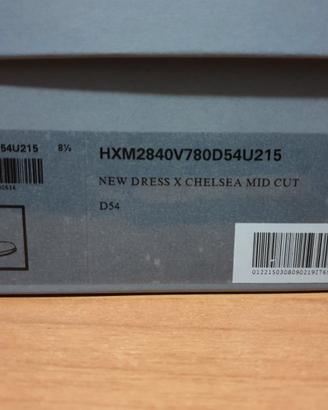 54U215 8½
HXM2840V780D54U215
NEW DRESS X CHELSEA MID CUT
D54